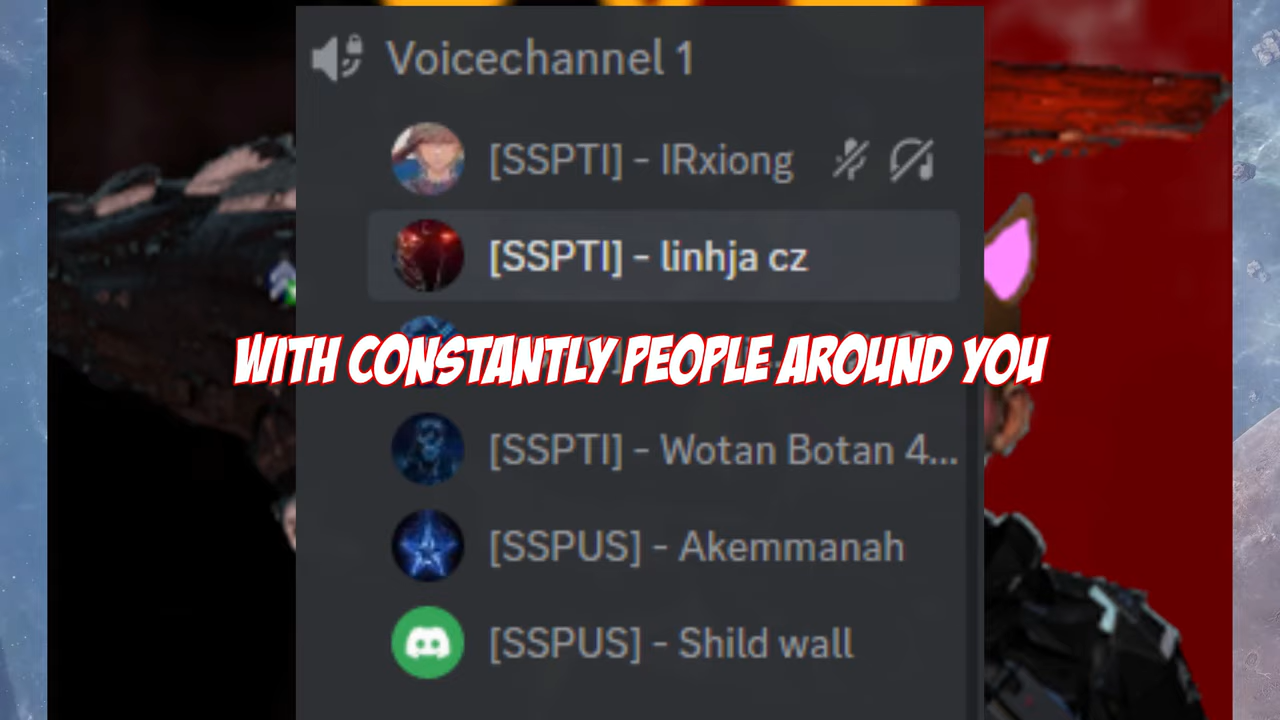 Voicechannel 1
[SSPTI] - IRxiong
[SSPTI] - linhja cz
WITH CONSTANTLY PEOPLE AROUND YOU
[SSPTI] - Wotan Botan 4...
[SSPUS] - Akemmanah
[SSPUS] - Shild wall